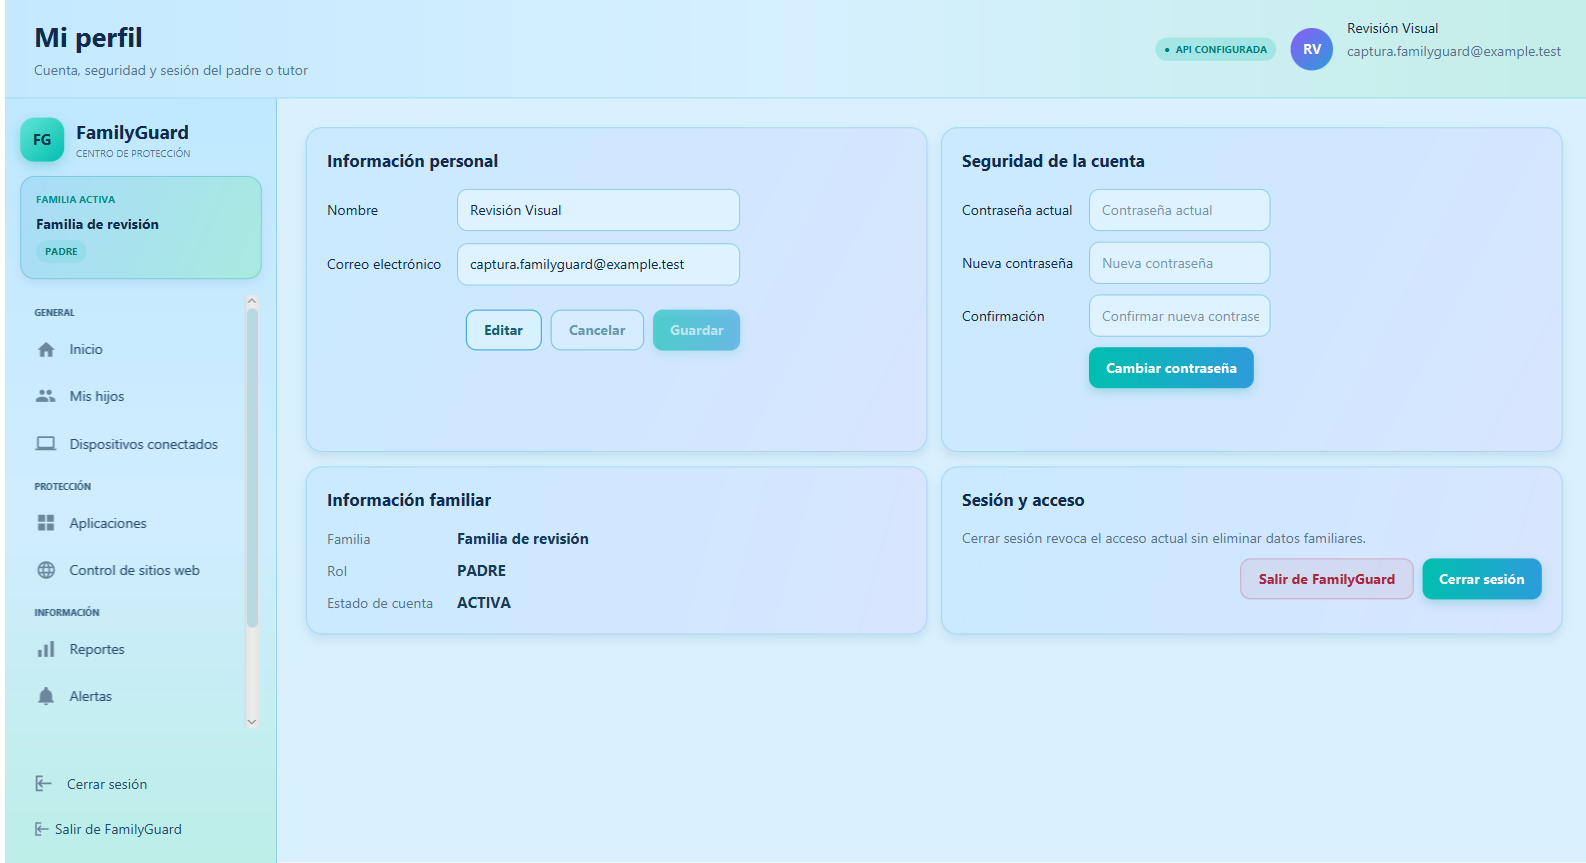 Mi perfil
Cuenta, seguridad y sesión del padre o tutor
• API CONFIGURADA
RV
Revisión Visual
captura.familyguard@example.test
FG
FamilyGuard
CENTRO DE PROTECCIÓN
FAMILIA ACTIVA
Familia de revisión
PADRE
GENERAL
Inicio
Mis hijos
Dispositivos conectados
PROTECCIÓN
Aplicaciones
Control de sitios web
INFORMACIÓN
Reportes
Alertas
Cerrar sesión
Salir de FamilyGuard
Información personal
Nombre
Revisión Visual
Correo electrónico
captura.familyguard@example.test
Editar
Cancelar
Guardar
Seguridad de la cuenta
Contraseña actual
Contraseña actual
Nueva contraseña
Nueva contraseña
Confirmación
Confirmar nueva contrase
Cambiar contraseña
Información familiar
Familia
Familia de revisión
Rol
PADRE
Estado de cuenta
ACTIVA
Sesión y acceso
Cerrar sesión revoca el acceso actual sin eliminar datos familiares.
Salir de FamilyGuard
Cerrar sesión